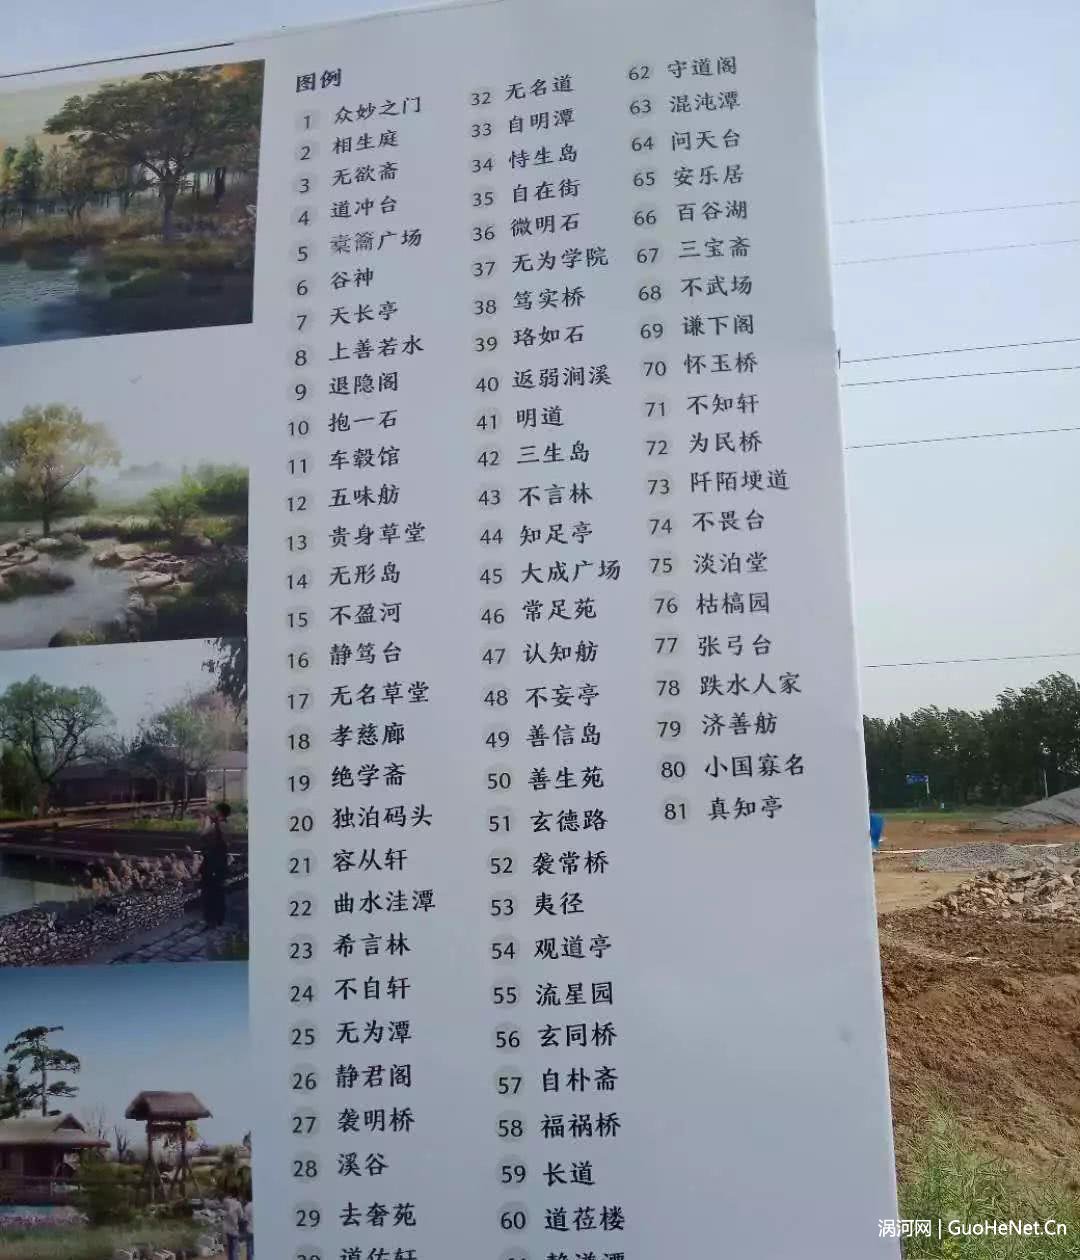 图例
1 众妙之门
2 相生庭
3 无欲斋
4 道冲台
5 橐籥广场
6 谷神
7 天长亭
8 上善若水
9 退隐阁
10 抱一石
11 车毂馆
12 五味舫
13 贵身草堂
14 无形岛
15 不盈河
16 静笃台
17 无名草堂
18 孝慈廊
19 绝学斋
20 独泊码头
21 容从轩
22 曲水洼潭
23 希言林
24 不自轩
25 无为潭
26 静君阁
27 袭明桥
28 溪谷
29 去奢苑
30 道佐轩
32 无名道
33 自明潭
34 恃生岛
35 自在街
36 微明石
37 无为学院
38 笃实桥
39 珞如石
40 返弱涧溪
41 明道
42 三生岛
43 不言林
44 知足亭
45 大成广场
46 常足苑
47 认知舫
48 不妄亭
49 善信岛
50 善生苑
51 玄德路
52 袭常桥
53 夷径
54 观道亭
55 流星园
56 玄同桥
57 自朴斋
58 福祸桥
59 长道
60 道莅楼
61 静道潭
62 守道阁
63 混沌潭
64 问天台
65 安乐居
66 百谷湖
67 三宝斋
68 不武场
69 谦下阁
70 怀玉桥
71 不知轩
72 为民桥
73 阡陌埂道
74 不畏台
75 淡泊堂
76 枯槁园
77 张弓台
78 跌水人家
79 济善舫
80 小国寡名
81 真知亭
涡河网 | GuoHeNet.Cn